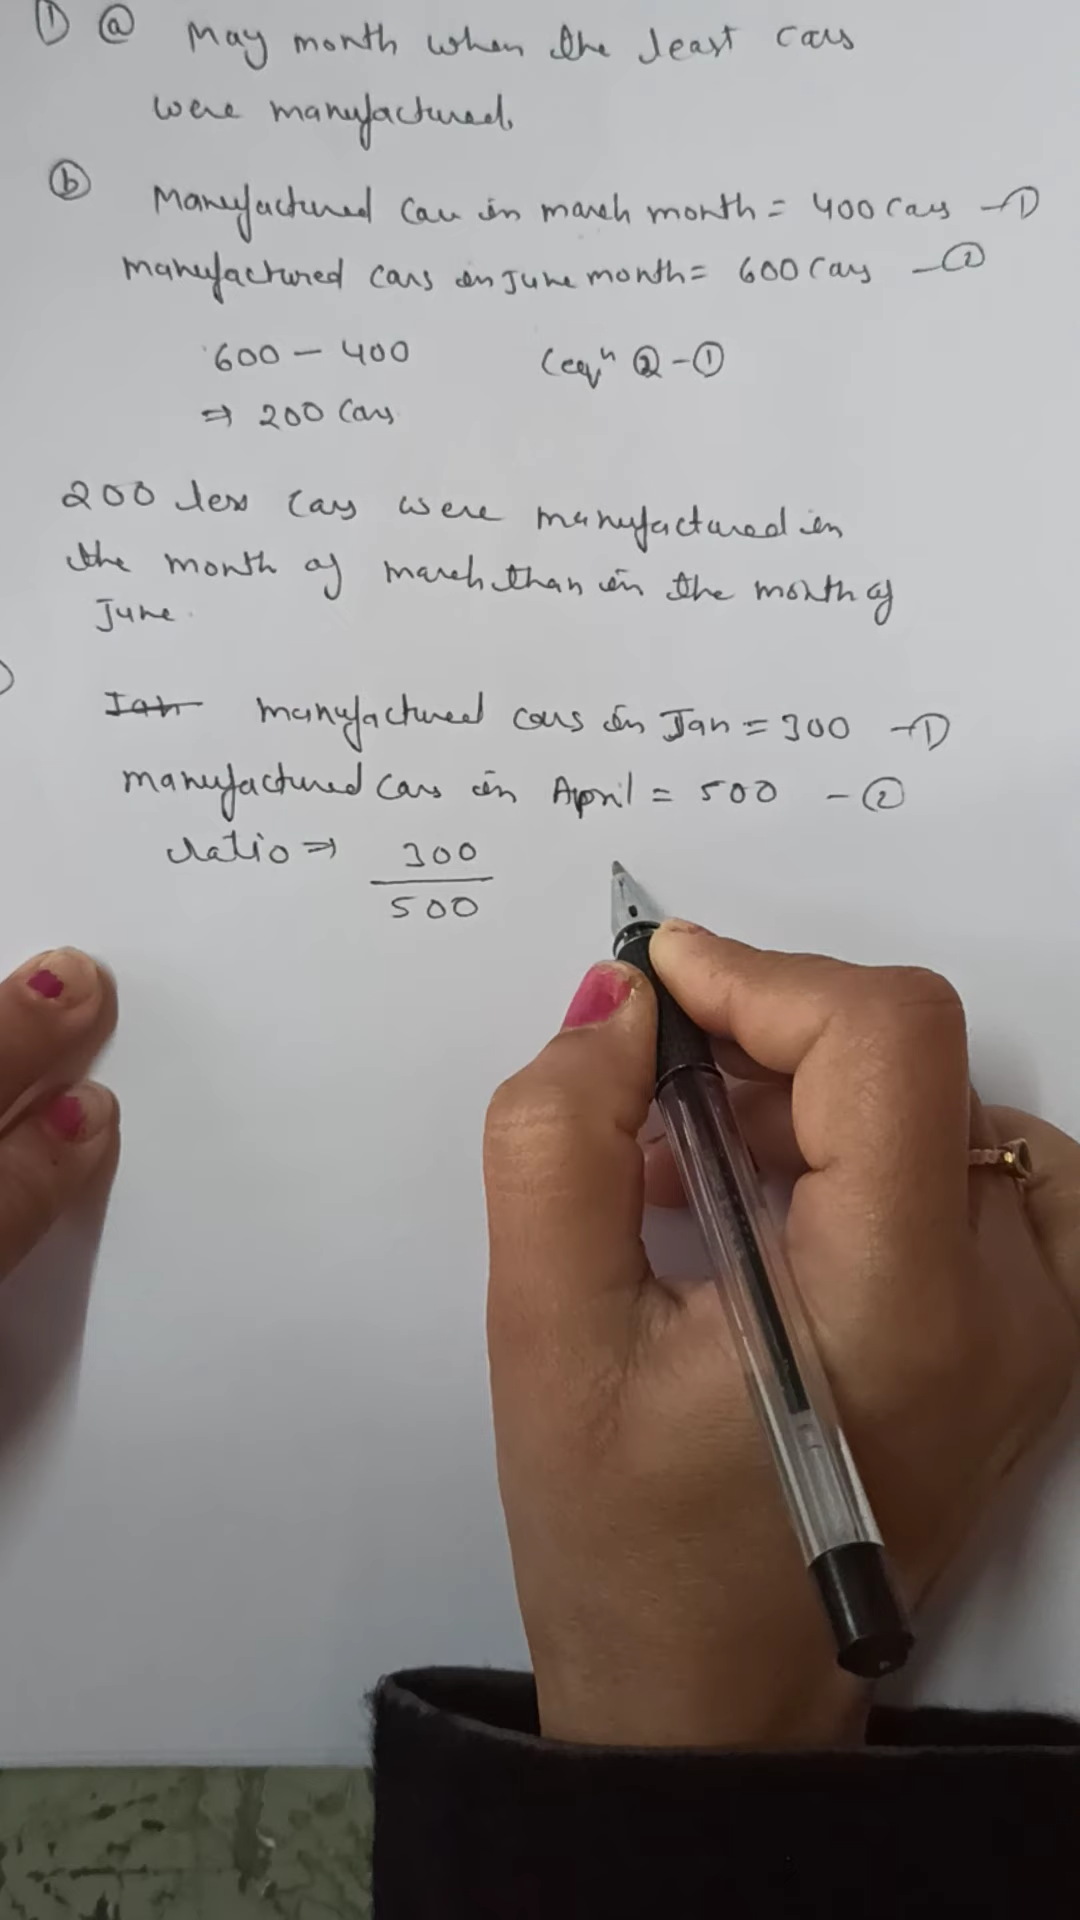 ① ⓐ May month when the least cars
were manufactured.
ⓑ Manufactured car in march month = 400 cars —①
manufactured cars in June month = 600 cars —②
600 — 400 (eqⁿ ② - ①
⇒ 200 Cars
200 less cars were manufactured in
the month of march than in the month of
June.
Jan manufactured cars in Jan = 300 —①
manufactured cars in April = 500 — ②
ratio ⇒ 300
500